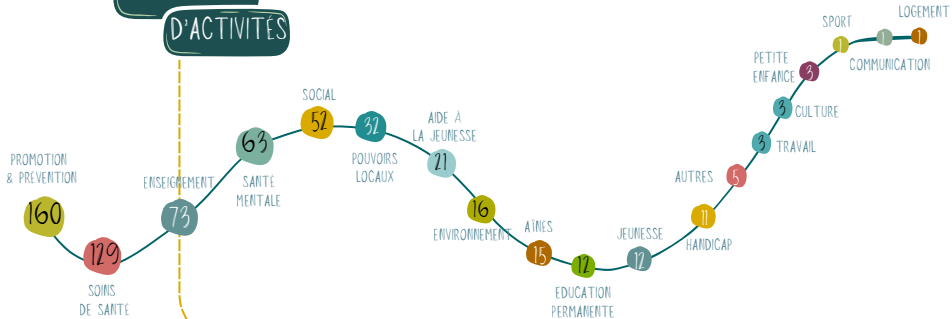 D'ACTIVITÉS
PROMOTION
& PRÉVENTION
160
129
SOINS
DE SANTÉ
ENSEIGNEMENT
73
63
SANTÉ
MENTALE
SOCIAL
52
32
POUVOIRS
LOCAUX
AIDE À
LA JEUNESSE
21
16
ENVIRONNEMENT
AÎNÉS
15
12
EDUCATION
PERMANENTE
JEUNESSE
12
11
HANDICAP
AUTRES
5
3
TRAVAIL
3
CULTURE
PETITE
ENFANCE
3
SPORT
1
1
COMMUNICATION
LOGEMENT
1